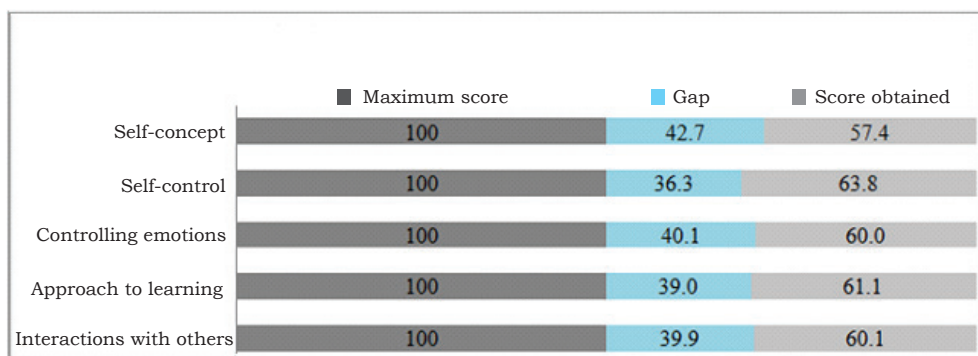 Maximum score Gap Score obtained
Self-concept 100 42.7 57.4
Self-control 100 36.3 63.8
Controlling emotions 100 40.1 60.0
Approach to learning 100 39.0 61.1
Interactions with others 100 39.9 60.1